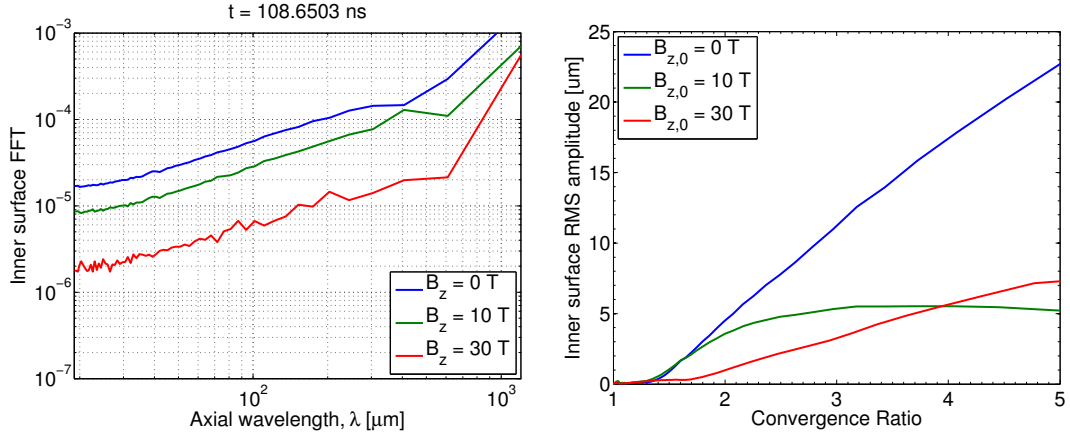 t = 108.6503 ns
Inner surface FFT
10^-3
10^-4
10^-5
10^-6
10^-7
10^2
10^3
Axial wavelength, λ [μm]
B_z = 0 T
B_z = 10 T
B_z = 30 T
Inner surface RMS amplitude [um]
25
20
15
10
5
0
1
2
3
4
5
Convergence Ratio
B_z,0 = 0 T
B_z,0 = 10 T
B_z,0 = 30 T